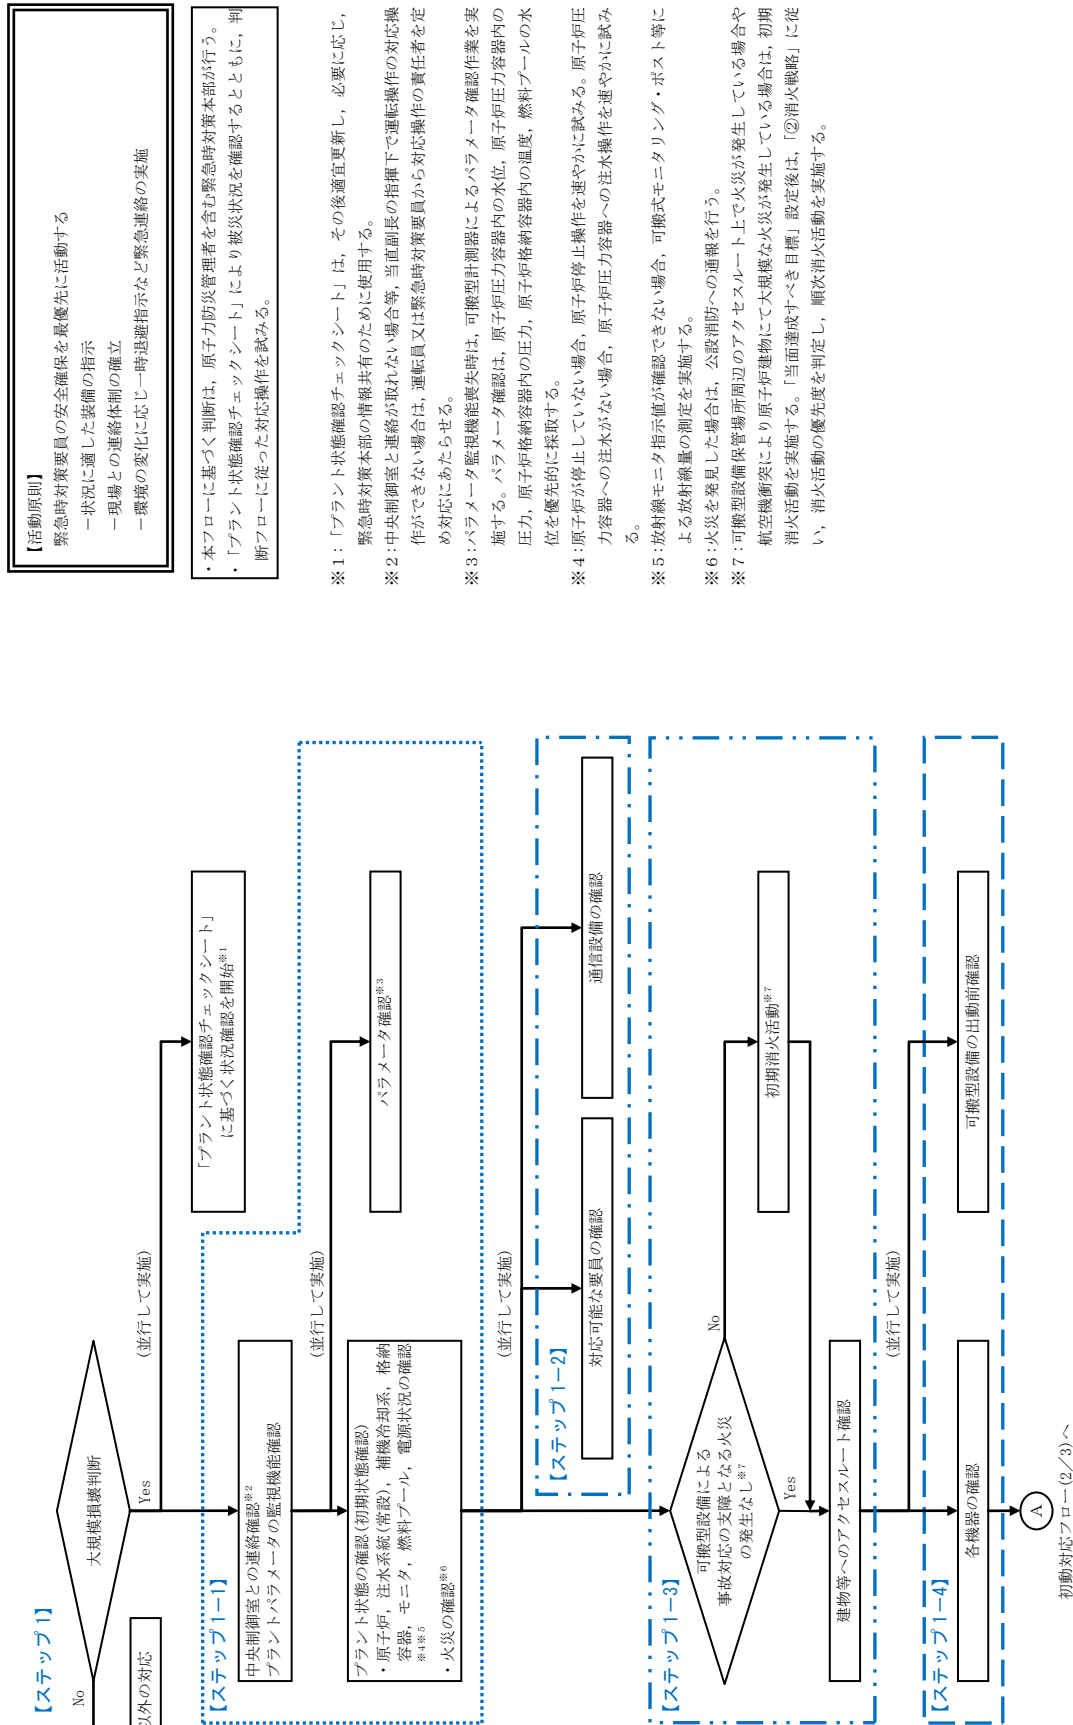 【ステップ1】
大規模損壊判断
No
Yes
以外の対応
(並行して実施)
「プラント状態確認チェックシート」
に基づく状況確認を開始※1
【ステップ1－1】
中央制御室との連絡確認※2
プラントパラメータの監視機能確認
(並行して実施)
パラメータ確認※3
プラント状態の確認(初期状態確認)
・原子炉，注水系統(常設)，補機冷却系，格納
容器，モニタ，燃料プール，電源状況の確認
※4※5
・火災の確認※6
(並行して実施)
【ステップ1－2】
対応可能な要員の確認
通信設備の確認
【ステップ1－3】
可搬型設備による
事故対応の支障となる火災
の発生なし※7
No
Yes
初期消火活動※7
建物等へのアクセスルート確認
(並行して実施)
【ステップ1－4】
各機器の確認
可搬型設備の出動前確認
A
初動対応フロー(2／3)へ
【活動原則】
緊急時対策要員の安全確保を最優先に活動する
－状況に適した装備の指示
－現場との連絡体制の確立
－環境の変化に応じ一時退避指示など緊急連絡の実施
・本フローに基づく判断は，原子力防災管理者を含む緊急時対策本部が行う。
・「プラント状態確認チェックシート」により被災状況を確認するとともに，判
断フローに従った対応操作を試みる。
※1：「プラント状態確認チェックシート」は，その後適宜更新し，必要に応じ，
緊急時対策本部の情報共有のために使用する。
※2：中央制御室と連絡が取れない場合等，当直副長の指揮下で運転操作の対応操
作ができない場合は，運転員又は緊急時対策要員から対応操作の責任者を定
め対応にあたらせる。
※3：パラメータ監視機能喪失時は，可搬型計測器によるパラメータ確認作業を実
施する。パラメータ確認は，原子炉圧力容器内の水位，原子炉圧力容器内の
圧力，原子炉格納容器内の圧力，原子炉格納容器内の温度，燃料プールの水
位を優先的に採取する。
※4：原子炉が停止していない場合，原子炉停止操作を速やかに試みる。原子炉圧
力容器への注水がない場合，原子炉圧力容器への注水操作を速やかに試み
る。
※5：放射線モニタ指示値が確認できない場合，可搬式モニタリング・ポスト等に
よる放射線量の測定を実施する。
※6：火災を発見した場合は，公設消防への通報を行う。
※7：可搬型設備保管場所周辺のアクセスルート上で火災が発生している場合や
航空機衝突により原子炉建物にて大規模な火災が発生している場合は，初期
消火活動を実施する。「当面達成すべき目標」設定後は，「②消火戦略」に従
い，消火活動の優先度を判定し，順次消火活動を実施する。